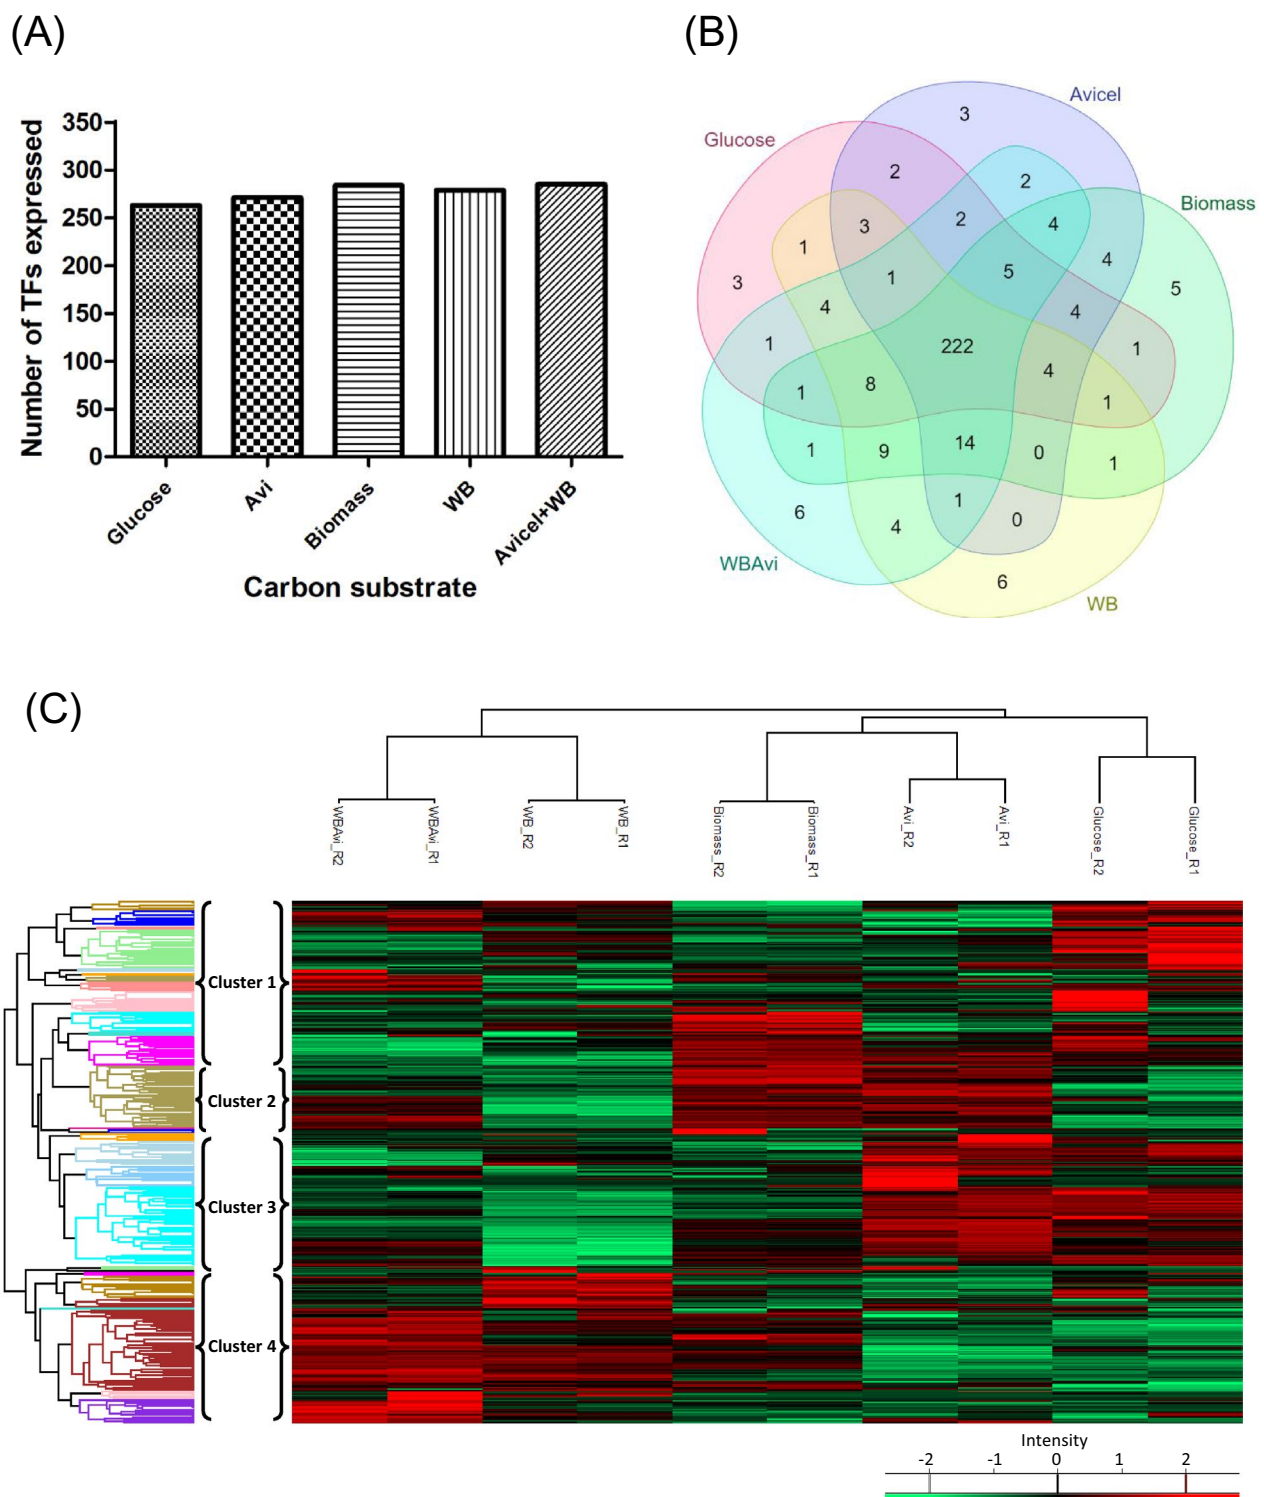 (A)
Number of TFs expressed
350
300
250
200
150
100
50
0
Glucose
Avi
Biomass
WB
Avicel+WB
Carbon substrate
(B)
Avicel
Glucose
Biomass
WBAvi
WB
3
2
2
2
4
3
1
4
5
5
1
3
4
4
1
1
222
4
1
8
1
1
14
9
0
1
1
6
4
1
0
6
(C)
WBAvi_R2
WBAvi_R1
WB_R2
WB_R1
Biomass_R2
Biomass_R1
Avi_R2
Avi_R1
Glucose_R2
Glucose_R1
Cluster 1
Cluster 2
Cluster 3
Cluster 4
Intensity
-2 -1 0 1 2